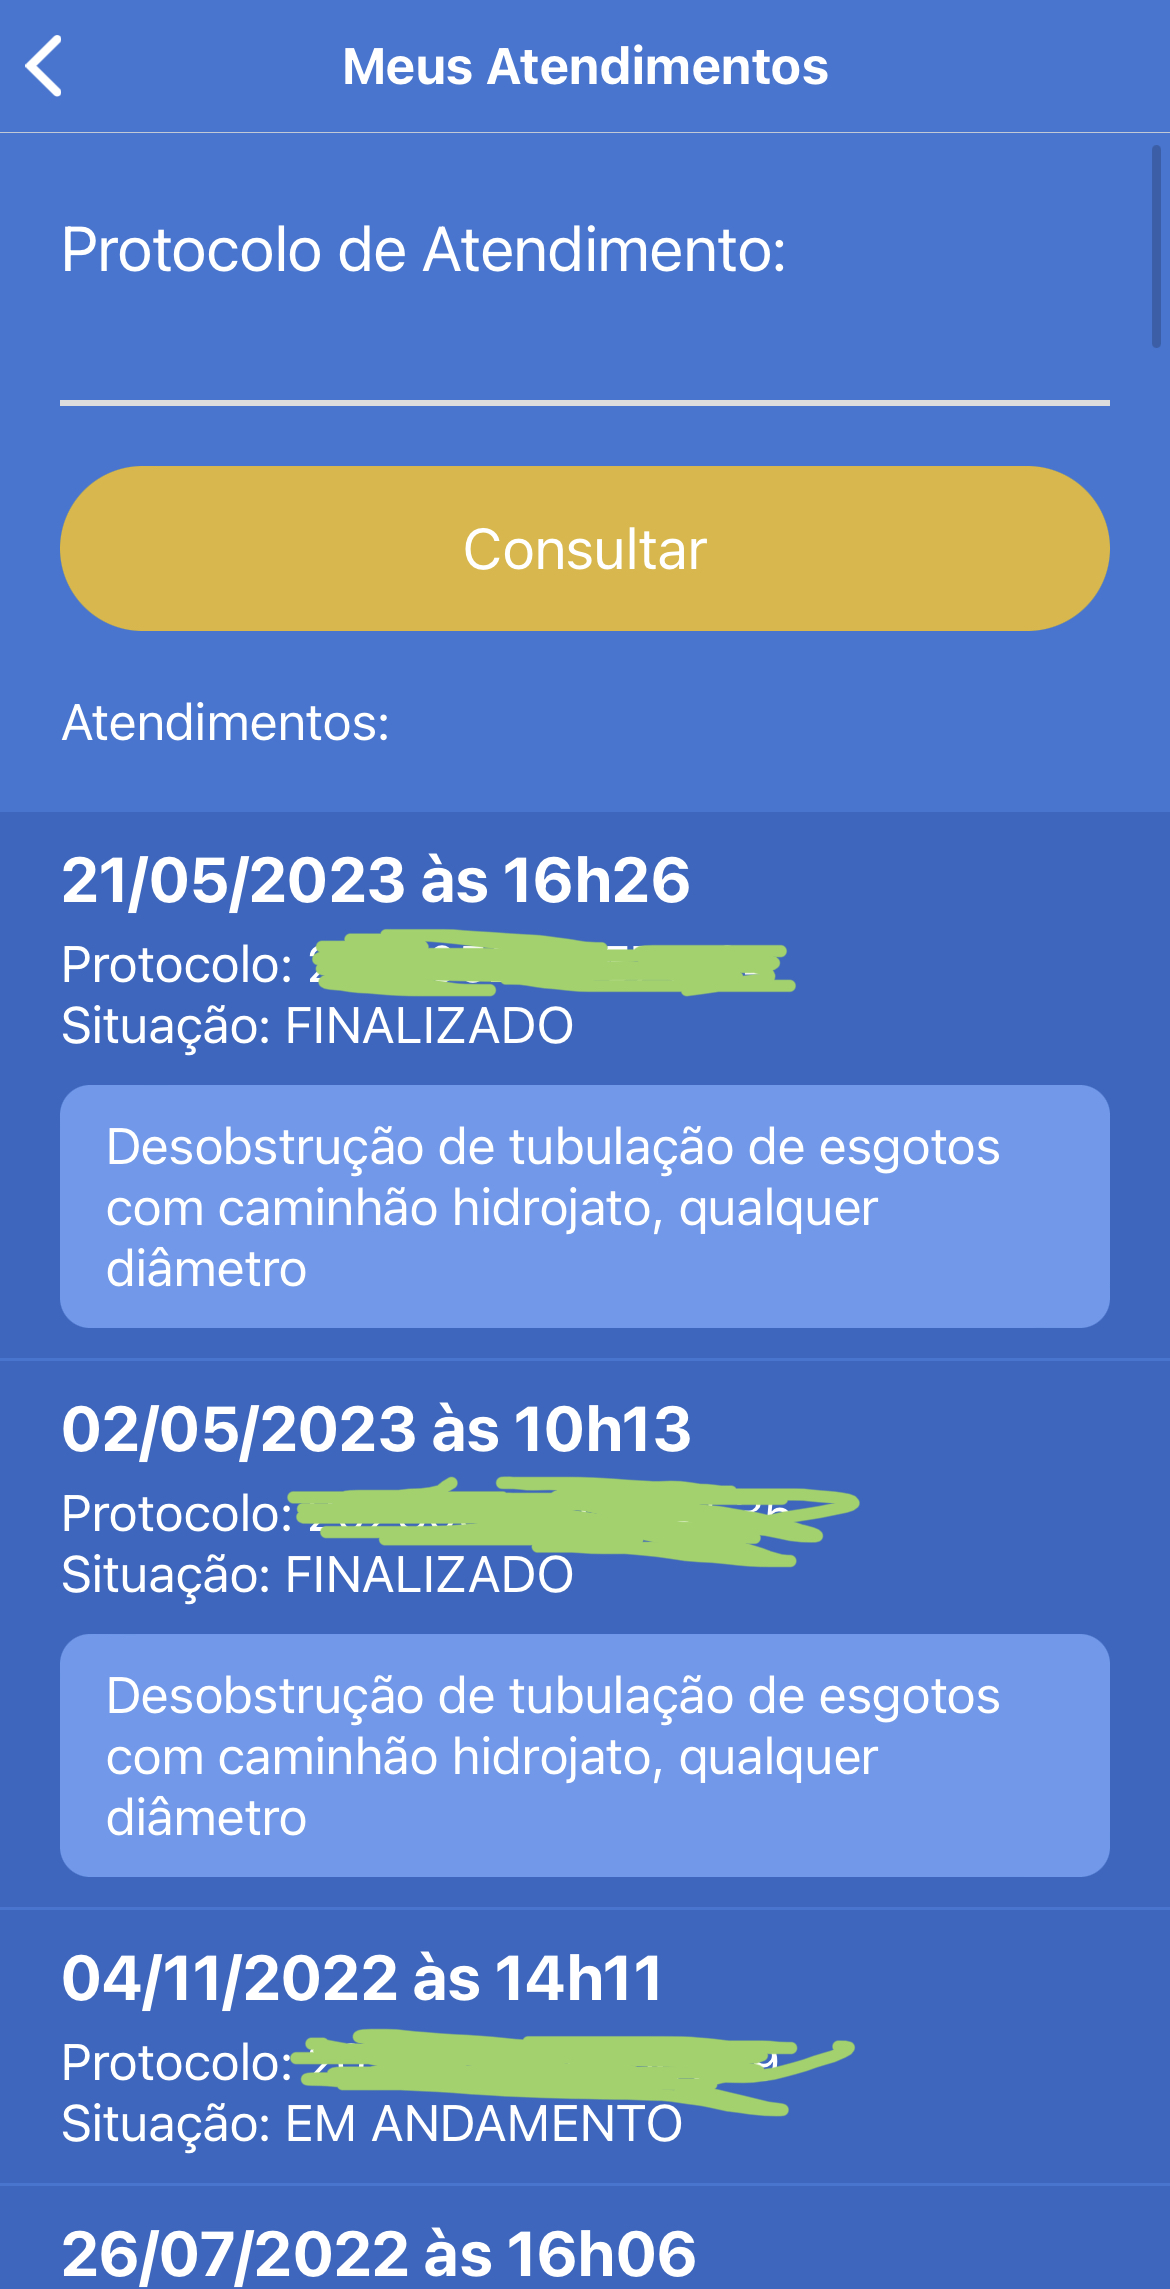 Meus Atendimentos
Protocolo de Atendimento:
Consultar
Atendimentos:
21/05/2023 às 16h26
Protocolo:
Situação: FINALIZADO
Desobstrução de tubulação de esgotos
com caminhão hidrojato, qualquer
diâmetro
02/05/2023 às 10h13
Protocolo:
Situação: FINALIZADO
Desobstrução de tubulação de esgotos
com caminhão hidrojato, qualquer
diâmetro
04/11/2022 às 14h11
Protocolo:
Situação: EM ANDAMENTO
26/07/2022 às 16h06